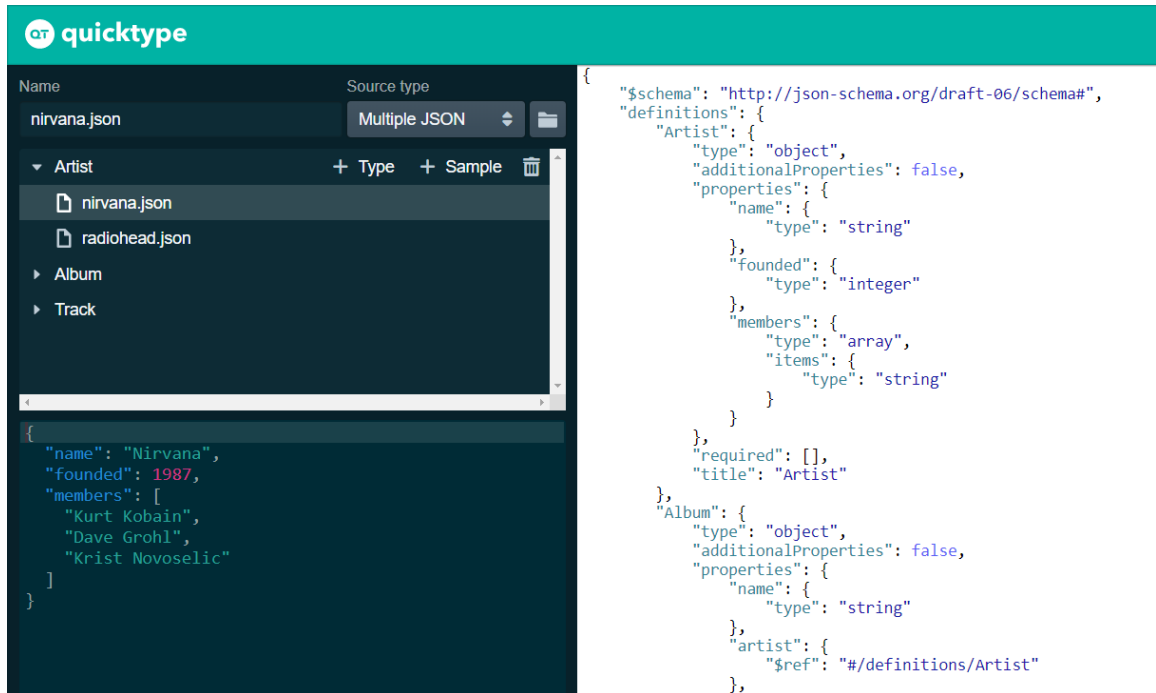 QT quicktype
Name
Source type
nirvana.json
Multiple JSON
Artist
+ Type
+ Sample
nirvana.json
radiohead.json
Album
Track
{
"name": "Nirvana",
"founded": 1987,
"members": [
"Kurt Kobain",
"Dave Grohl",
"Krist Novoselic"
]
}
{
"$schema": "http://json-schema.org/draft-06/schema#",
"definitions": {
"Artist": {
"type": "object",
"additionalProperties": false,
"properties": {
"name": {
"type": "string"
},
"founded": {
"type": "integer"
},
"members": {
"type": "array",
"items": {
"type": "string"
}
}
},
"required": [],
"title": "Artist"
},
"Album": {
"type": "object",
"additionalProperties": false,
"properties": {
"name": {
"type": "string"
},
"artist": {
"$ref": "#/definitions/Artist"
},